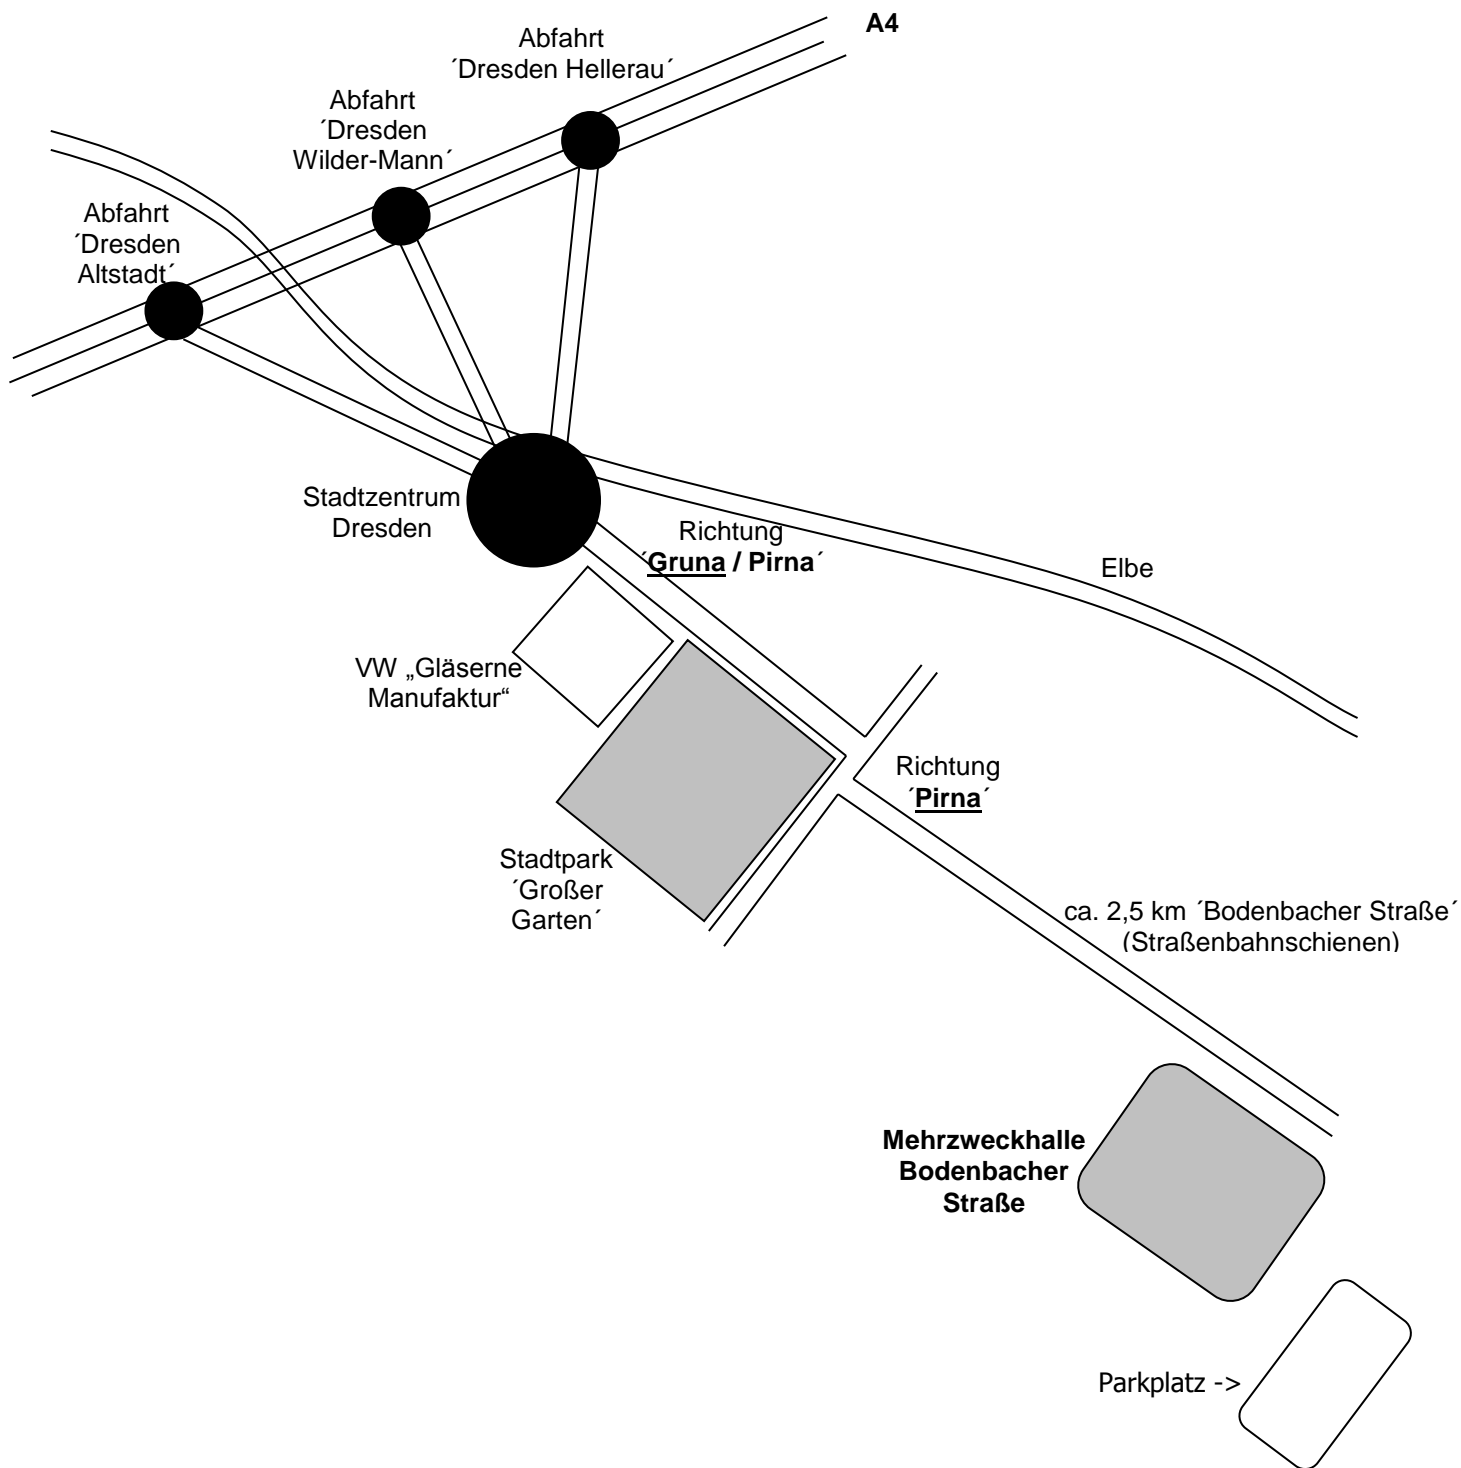 A4
Abfahrt
´Dresden Hellerau´
Abfahrt
´Dresden
Wilder-Mann´
Abfahrt
´Dresden
Altstadt´
Stadtzentrum
Dresden
Richtung
´Gruna / Pirna´
Elbe
VW „Gläserne
Manufaktur“
Richtung
´Pirna´
Stadtpark
´Großer
Garten´
ca. 2,5 km ´Bodenbacher Straße´
(Straßenbahnschienen)
Mehrzweckhalle
Bodenbacher
Straße
Parkplatz ->